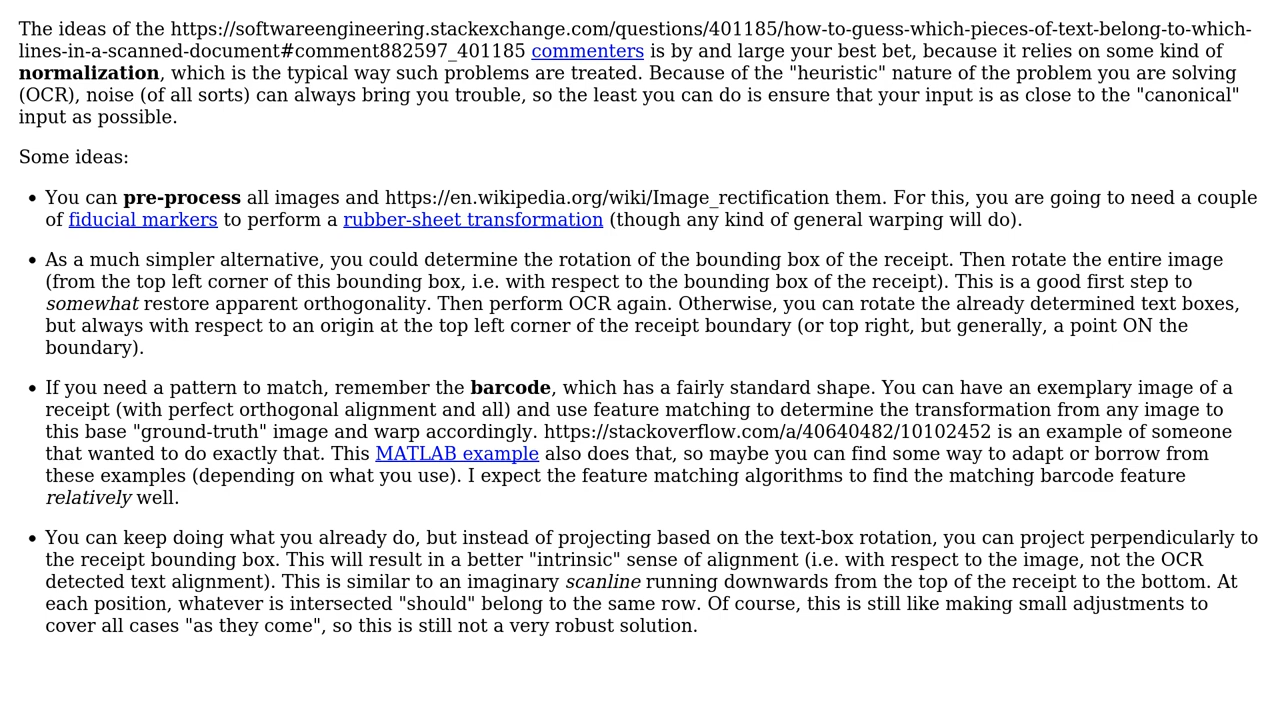 The ideas of the https://softwareengineering.stackexchange.com/questions/401185/how-to-guess-which-pieces-of-text-belong-to-which-
lines-in-a-scanned-document#comment882597_401185 commenters is by and large your best bet, because it relies on some kind of
normalization, which is the typical way such problems are treated. Because of the "heuristic" nature of the problem you are solving
(OCR), noise (of all sorts) can always bring you trouble, so the least you can do is ensure that your input is as close to the "canonical"
input as possible.
Some ideas:
• You can pre-process all images and https://en.wikipedia.org/wiki/Image_rectification them. For this, you are going to need a couple
of fiducial markers to perform a rubber-sheet transformation (though any kind of general warping will do).
• As a much simpler alternative, you could determine the rotation of the bounding box of the receipt. Then rotate the entire image
(from the top left corner of this bounding box, i.e. with respect to the bounding box of the receipt). This is a good first step to
somewhat restore apparent orthogonality. Then perform OCR again. Otherwise, you can rotate the already determined text boxes,
but always with respect to an origin at the top left corner of the receipt boundary (or top right, but generally, a point ON the
boundary).
• If you need a pattern to match, remember the barcode, which has a fairly standard shape. You can have an exemplary image of a
receipt (with perfect orthogonal alignment and all) and use feature matching to determine the transformation from any image to
this base "ground-truth" image and warp accordingly. https://stackoverflow.com/a/40640482/10102452 is an example of someone
that wanted to do exactly that. This MATLAB example also does that, so maybe you can find some way to adapt or borrow from
these examples (depending on what you use). I expect the feature matching algorithms to find the matching barcode feature
relatively well.
• You can keep doing what you already do, but instead of projecting based on the text-box rotation, you can project perpendicularly to
the receipt bounding box. This will result in a better "intrinsic" sense of alignment (i.e. with respect to the image, not the OCR
detected text alignment). This is similar to an imaginary scanline running downwards from the top of the receipt to the bottom. At
each position, whatever is intersected "should" belong to the same row. Of course, this is still like making small adjustments to
cover all cases "as they come", so this is still not a very robust solution.